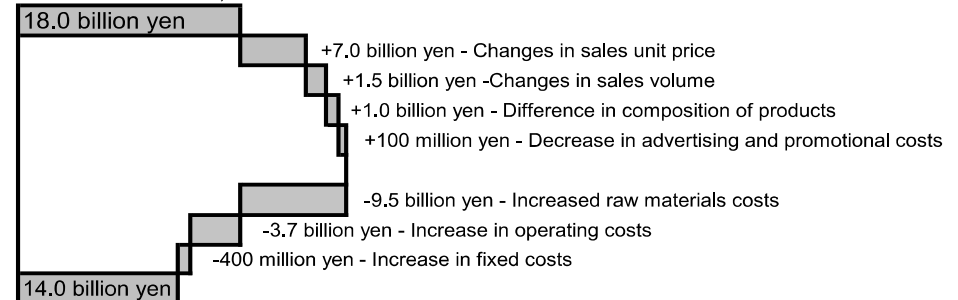 18.0 billion yen
+7.0 billion yen - Changes in sales unit price
+1.5 billion yen -Changes in sales volume
+1.0 billion yen - Difference in composition of products
+100 million yen - Decrease in advertising and promotional costs
-9.5 billion yen - Increased raw materials costs
-3.7 billion yen - Increase in operating costs
-400 million yen - Increase in fixed costs
14.0 billion yen